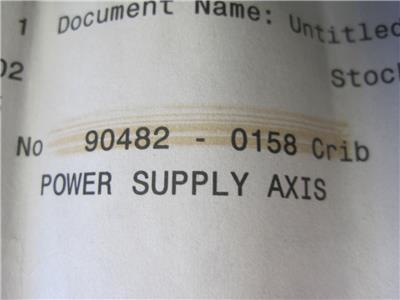 1 Document Name: Untitled
02
Stock
No 90482 - 0158 Crib
POWER SUPPLY AXIS